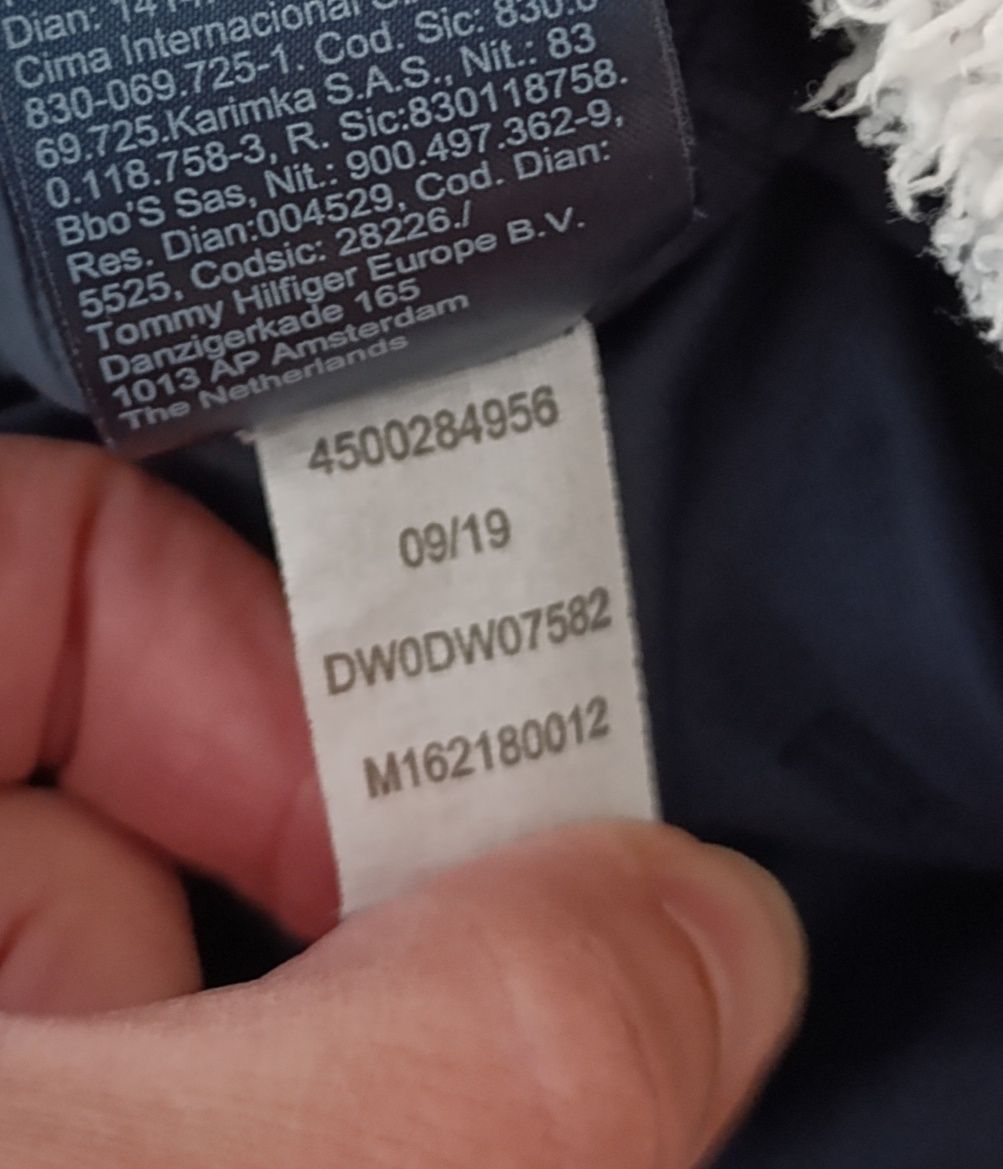 Dian:
Cima Internacional
830-069.725-1. Cod. Sic: 830.0
69.725.Karimka S.A.S., Nit.: 83
0.118.758-3, R. Sic:830118758.
Bbo'S Sas, Nit.: 900.497.362-9,
Res. Dian:004529, Cod. Dian:
5525, Codsic: 28226./
Tommy Hilfiger Europe B.V.
Danzigerkade 165
1013 AP Amsterdam
The Netherlands
4500284956
09/19
DW0DW07582
M162180012